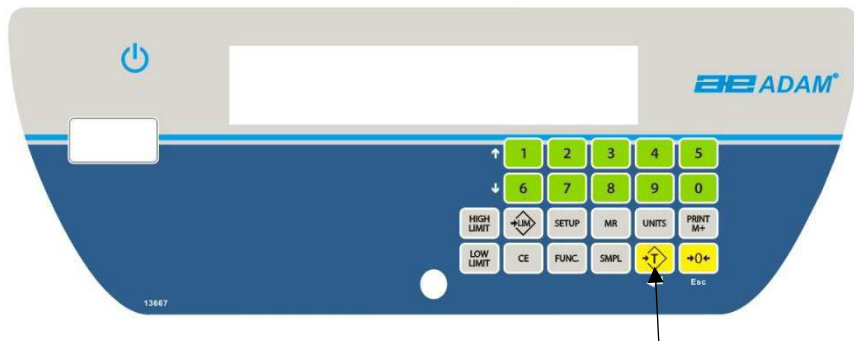 ae ADAM®
↑ 1 2 3 4 5
↓ 6 7 8 9 0
HIGH LIMIT →LIM SETUP MR UNITS PRINT M+
LOW LIMIT CE FUNC. SMPL →T →0←
Esc
13667